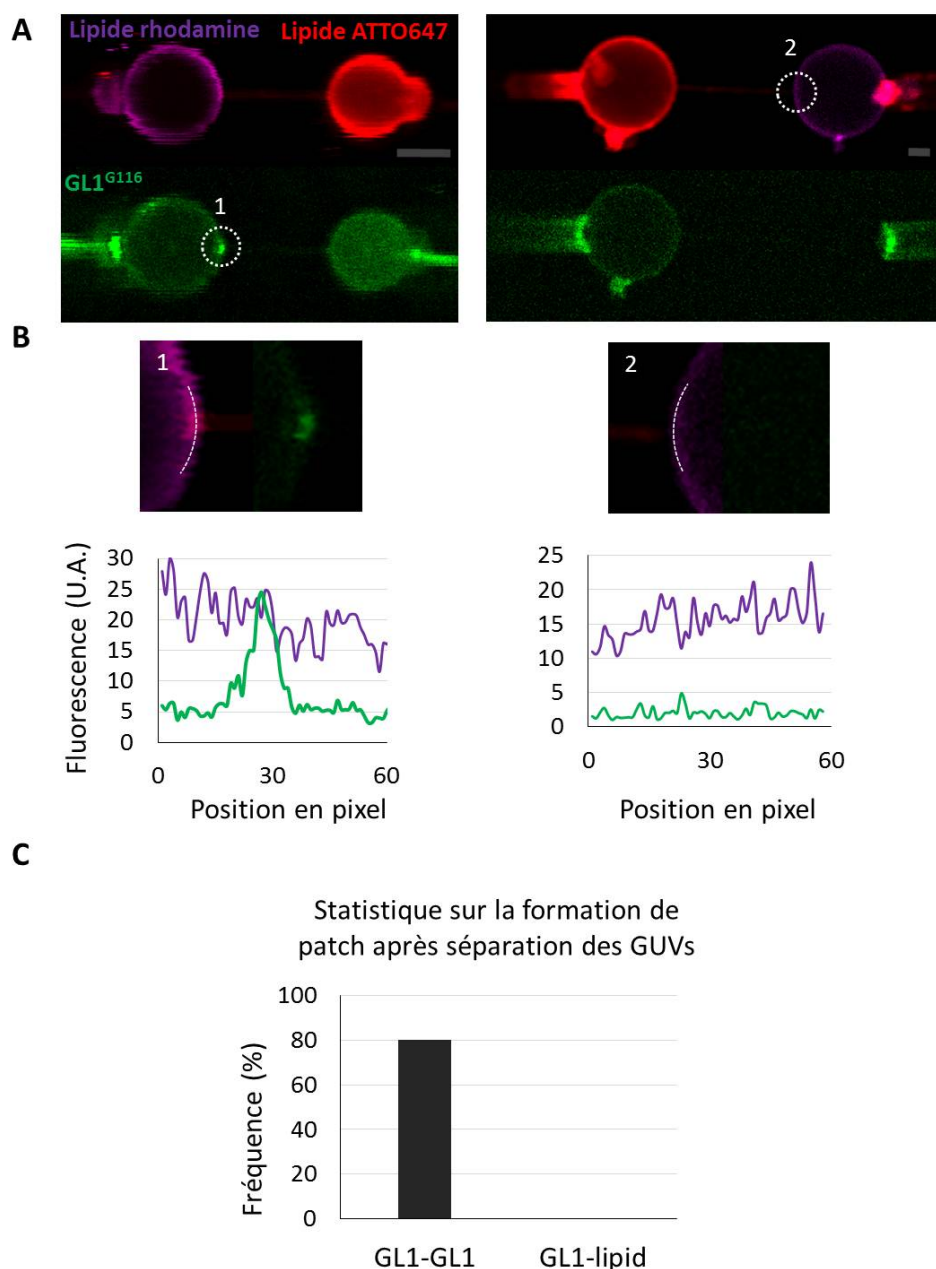 A
Lipide rhodamine
Lipide ATTO647
2
GL1G116
1
B
1
2
Fluorescence (U.A.)
30
25
20
15
10
5
0
0
30
60
Position en pixel
25
20
15
10
5
0
0
30
60
Position en pixel
C
Statistique sur la formation de
patch après séparation des GUVs
Fréquence (%)
100
80
60
40
20
0
GL1-GL1
GL1-lipid